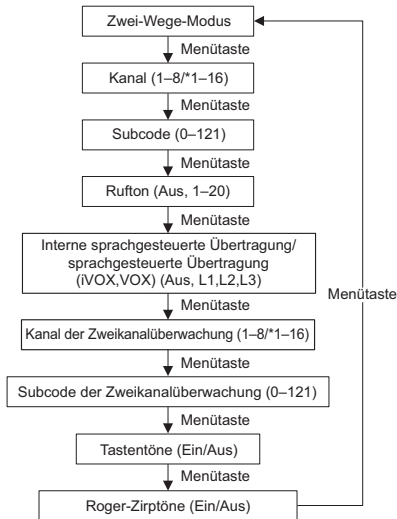 Zwei-Wege-Modus
Menütaste
Kanal (1–8/*1–16)
Menütaste
Subcode (0–121)
Menütaste
Rufton (Aus, 1–20)
Menütaste
Interne sprachgesteuerte Übertragung/
sprachgesteuerte Übertragung
(iVOX,VOX) (Aus, L1,L2,L3)
Menütaste
Menütaste
Kanal der Zweikanalüberwachung (1–8/*1–16)
Menütaste
Subcode der Zweikanalüberwachung (0–121)
Menütaste
Tastentöne (Ein/Aus)
Menütaste
Roger-Zirptöne (Ein/Aus)